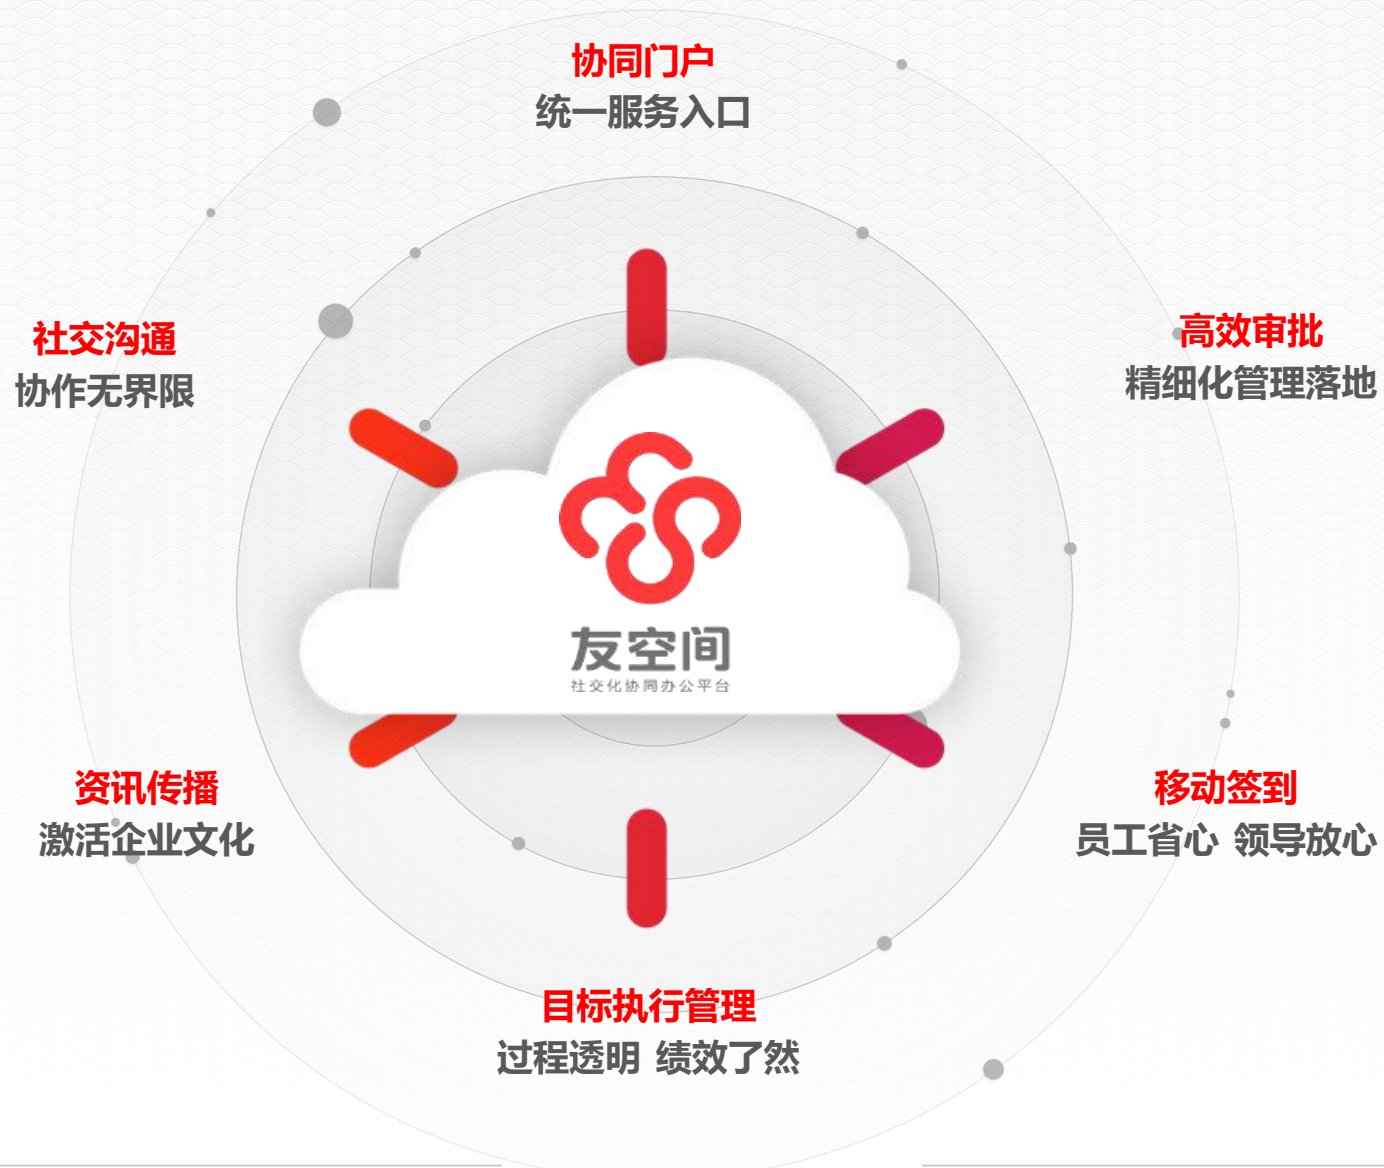 协同门户
统一服务入口
社交沟通
协作无界限
高效审批
精细化管理落地
友空间
社交化协同办公平台
资讯传播
激活企业文化
移动签到
员工省心 领导放心
目标执行管理
过程透明 绩效了然